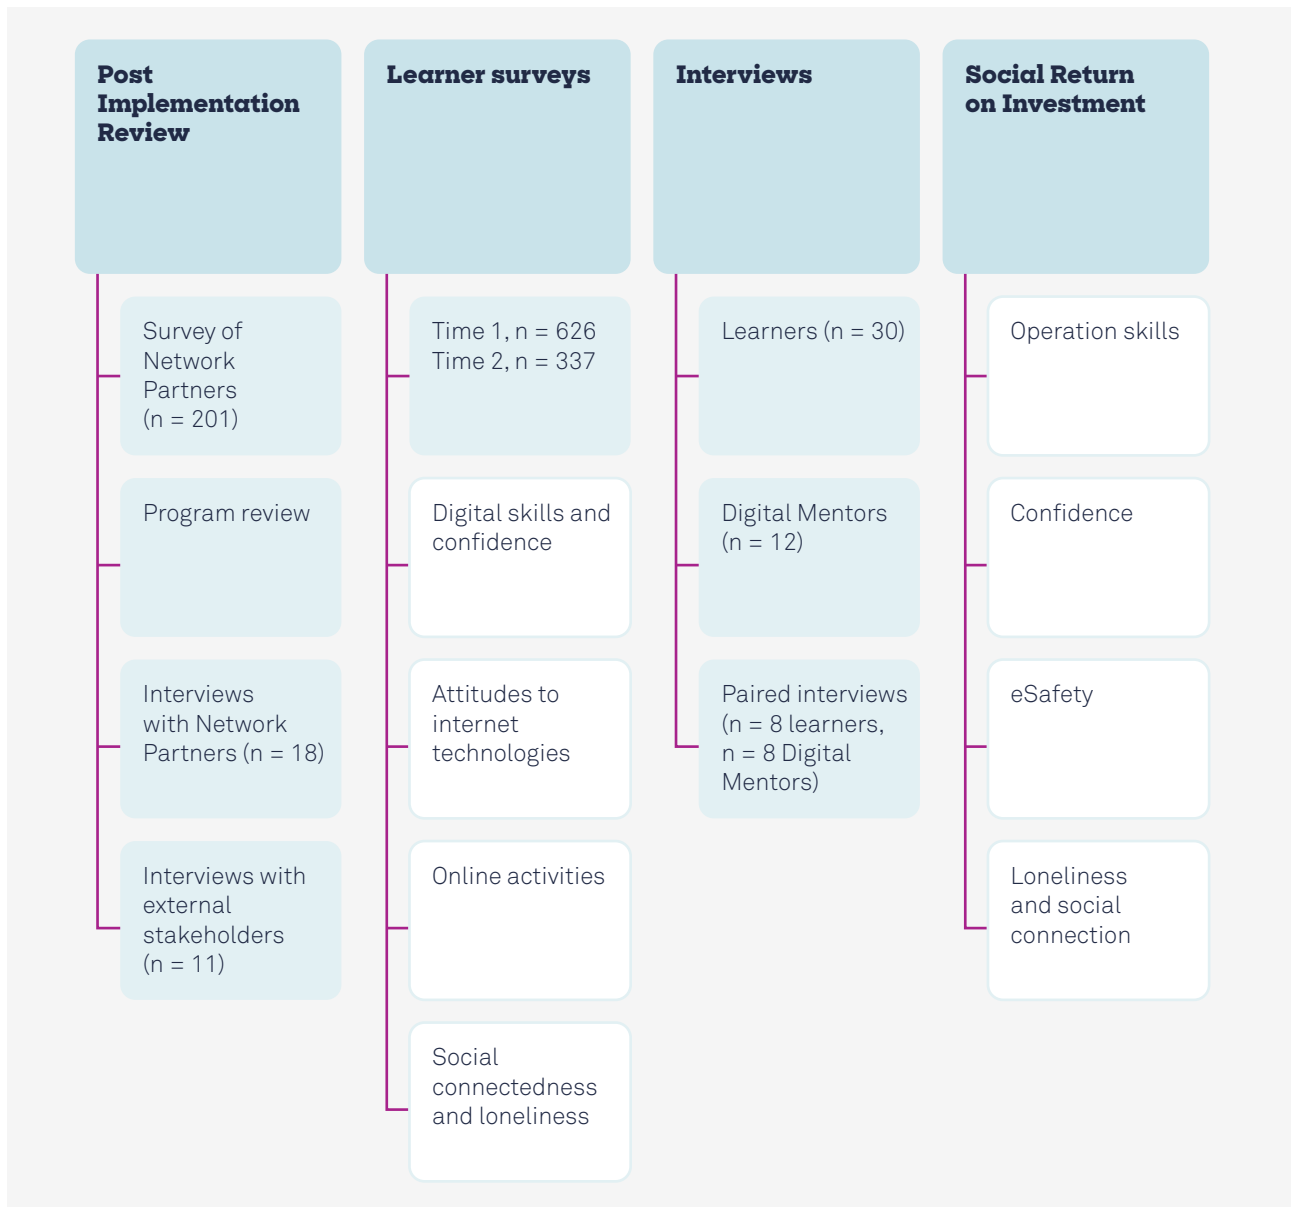 Post
Implementation
Review
Survey of
Network
Partners
(n = 201)
Program review
Interviews
with Network
Partners (n = 18)
Interviews with
external
stakeholders
(n = 11)
Learner surveys
Time 1, n = 626
Time 2, n = 337
Digital skills and
confidence
Attitudes to
internet
technologies
Online activities
Social
connectedness
and loneliness
Interviews
Learners (n = 30)
Digital Mentors
(n = 12)
Paired interviews
(n = 8 learners,
n = 8 Digital
Mentors)
Social Return
on Investment
Operation skills
Confidence
eSafety
Loneliness
and social
connection